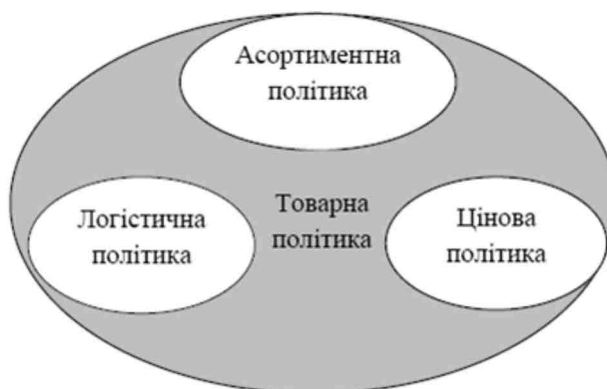 Асортиментна
політика
Логістична
політика
Товарна
політика
Цінова
політика